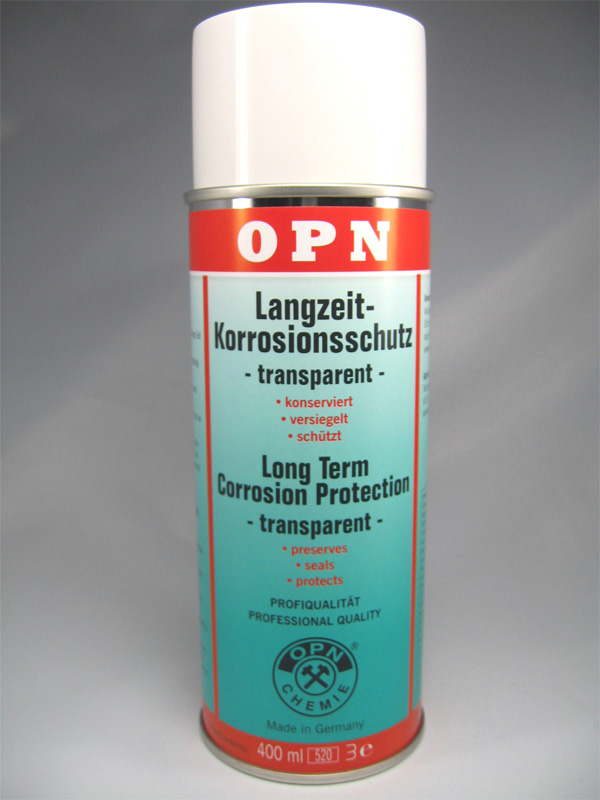 OPN
Langzeit-
Korrosionsschutz
- transparent -
• konserviert
• versiegelt
• schützt
Long Term
Corrosion Protection
- transparent -
• preserves
• seals
• protects
PROFIQUALITÄT
PROFESSIONAL QUALITY
OPN ®
CHEMIE
Made in Germany
400 ml 520 3 ℮